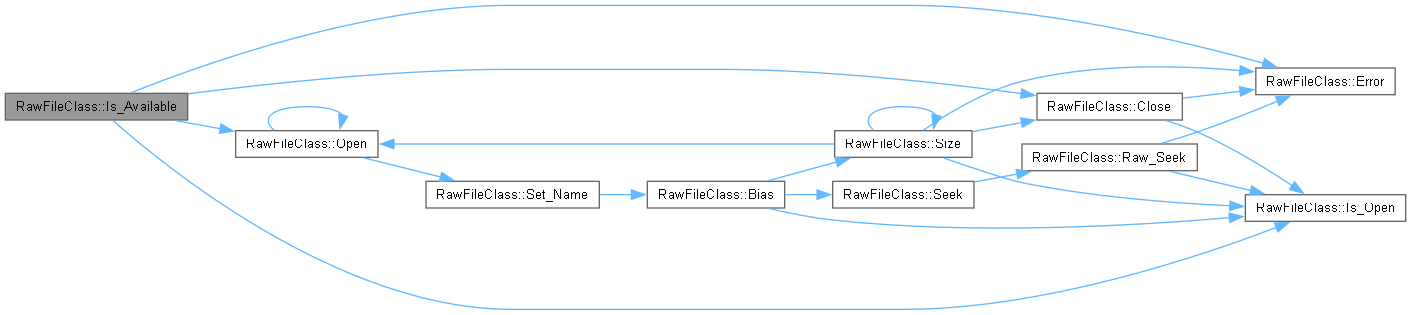 RawFileClass::Is_Available
RawFileClass::Open
RawFileClass::Set_Name
RawFileClass::Bias
RawFileClass::Size
RawFileClass::Seek
RawFileClass::Close
RawFileClass::Raw_Seek
RawFileClass::Error
RawFileClass::Is_Open